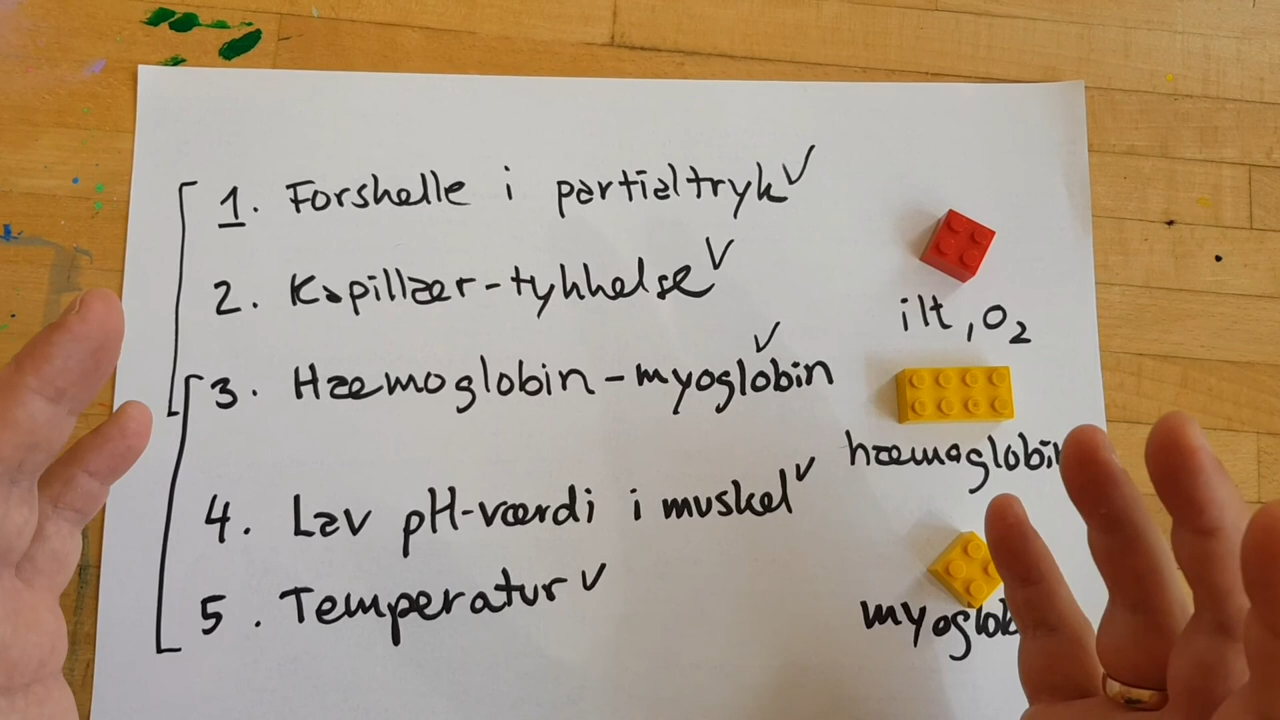 1. Forskelle i partialtryk ✓
2. Kapillær-tykkelse ✓
3. Hæmoglobin-myoglobin ✓
4. Lav pH-værdi i muskel ✓
5. Temperatur ✓
ilt, O₂
hæmoglobin
myoglob